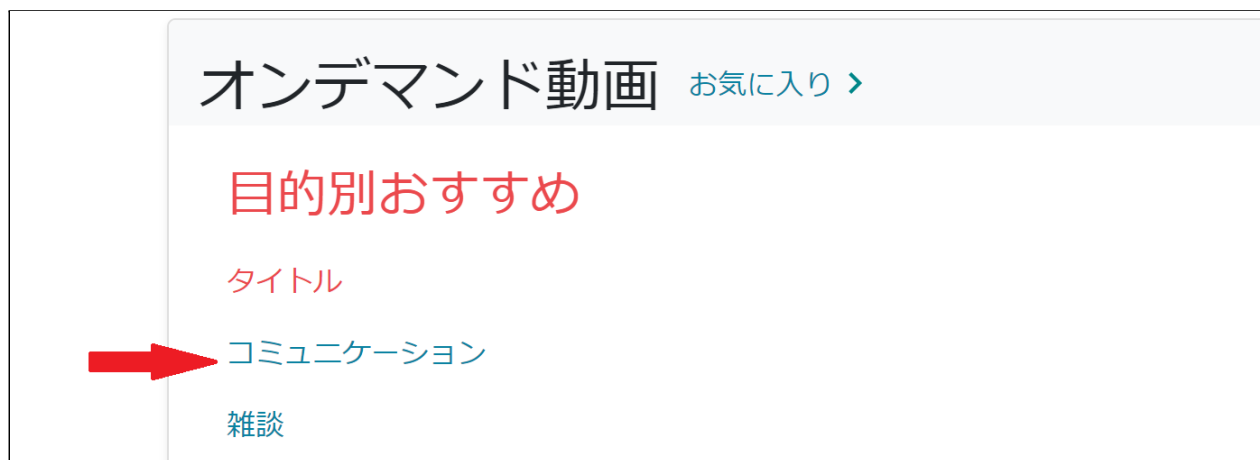 オンデマンド動画 お気に入り >
目的別おすすめ
タイトル
コミュニケーション
雑談